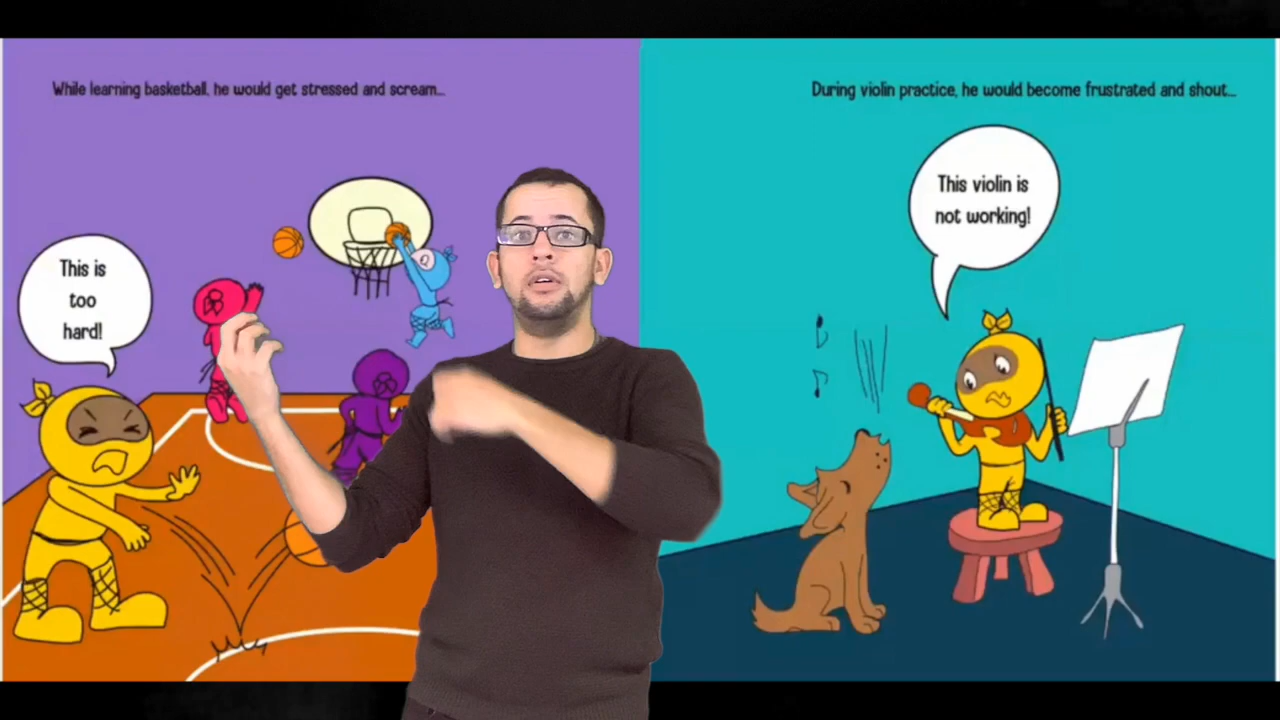 While learning basketball, he would get stressed and scream...
This is
too
hard!
During violin practice, he would become frustrated and shout...
This violin is
not working!